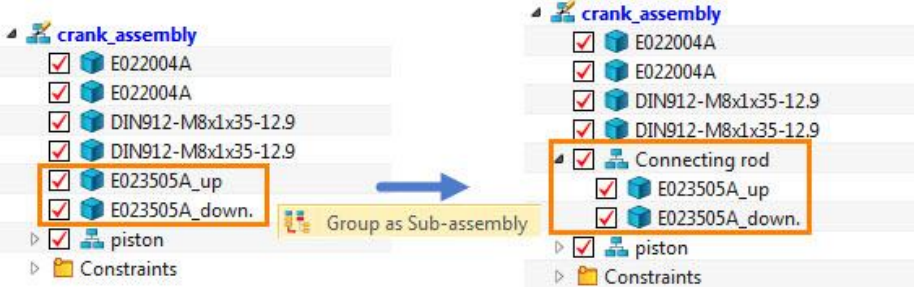 crank_assembly
E022004A
E022004A
DIN912-M8x1x35-12.9
DIN912-M8x1x35-12.9
E023505A_up
E023505A_down.
piston
Constraints
Group as Sub-assembly
crank_assembly
E022004A
E022004A
DIN912-M8x1x35-12.9
DIN912-M8x1x35-12.9
Connecting rod
E023505A_up
E023505A_down.
piston
Constraints